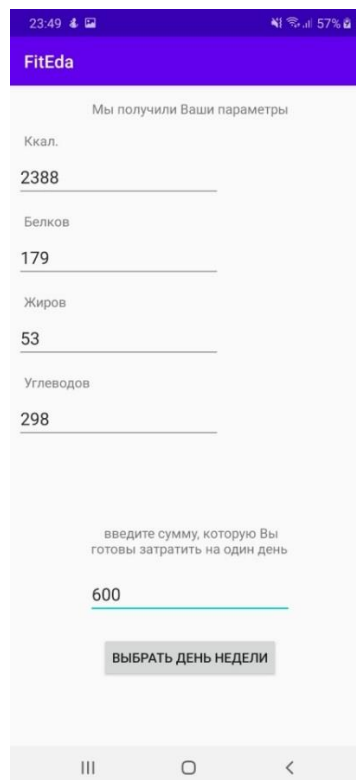 23:49 57%
FitEda
Мы получили Ваши параметры
Ккал.
2388
Белков
179
Жиров
53
Углеводов
298
введите сумму, которую Вы
готовы затратить на один день
600
ВЫБРАТЬ ДЕНЬ НЕДЕЛИ